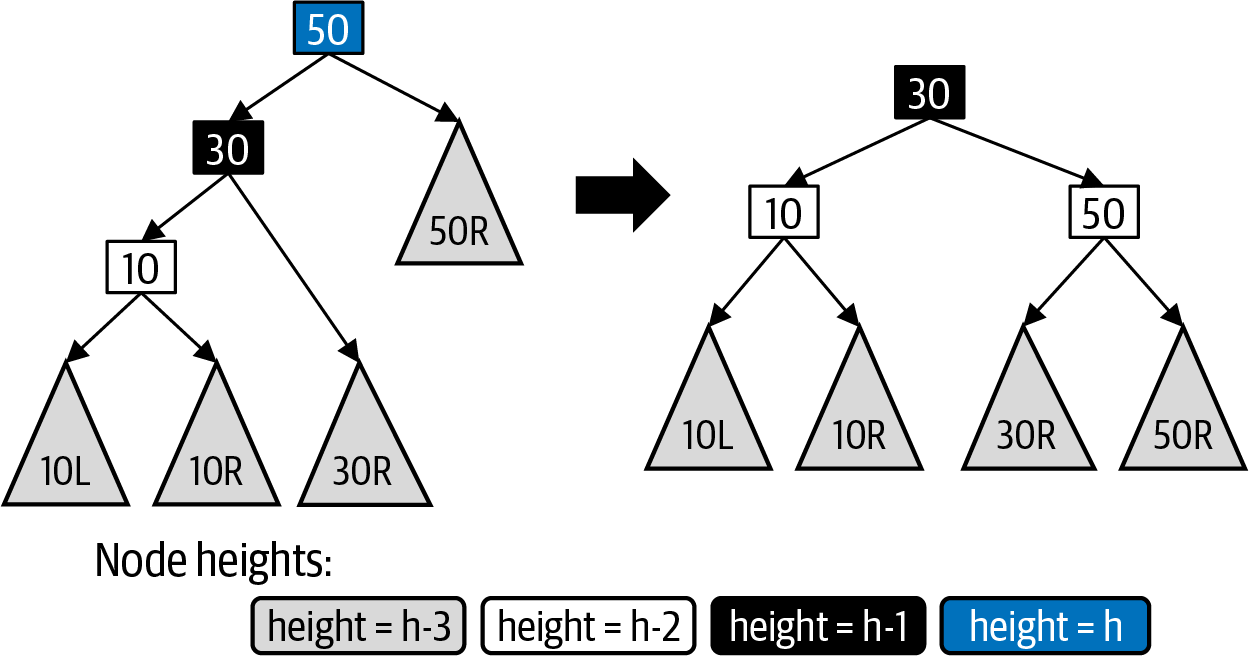 50
30
50R
10
10L
10R
30R
30
10
50
10L
10R
30R
50R
Node heights:
height = h-3
height = h-2
height = h-1
height = h